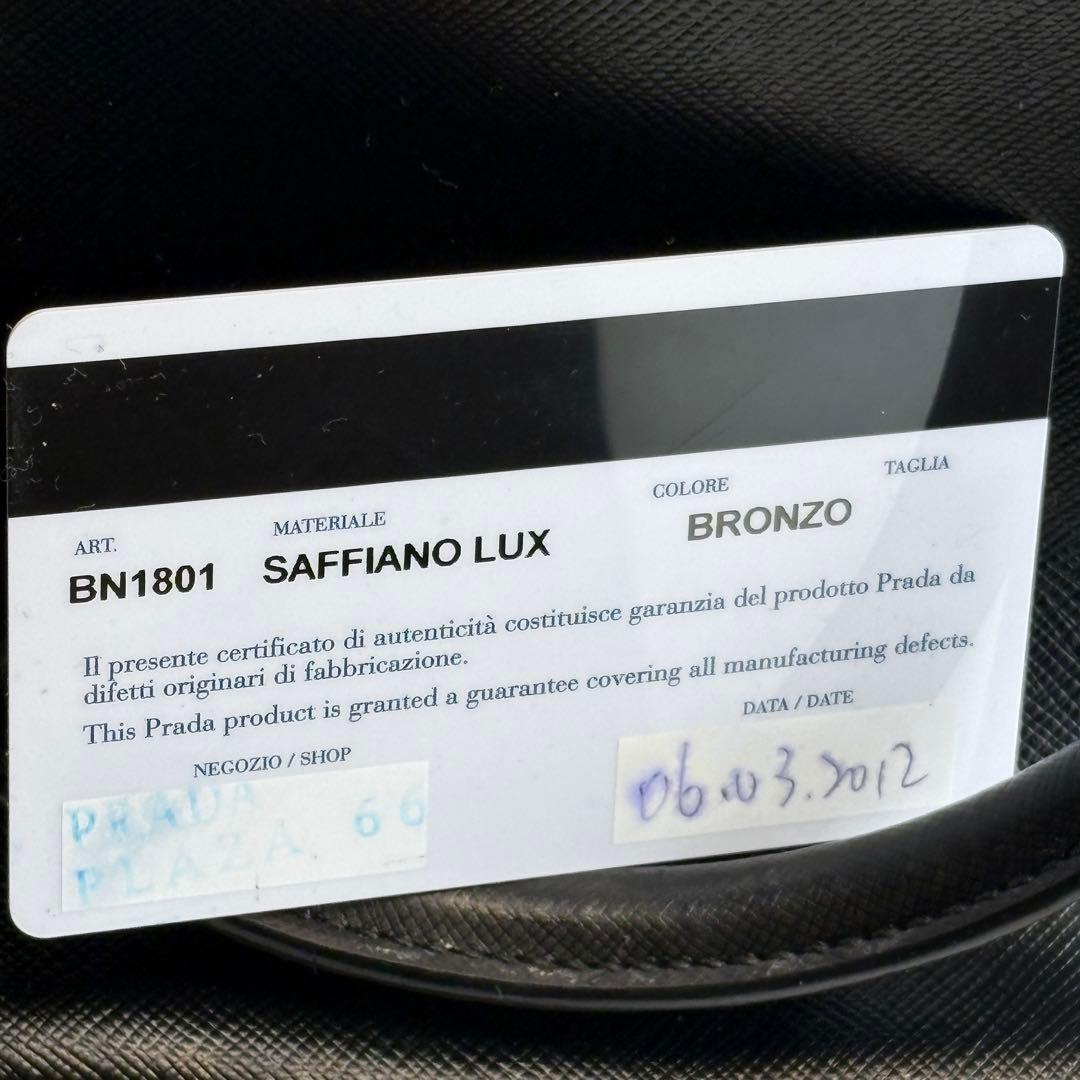 ART. MATERIALE COLORE TAGLIA
BN1801 SAFFIANO LUX BRONZO
Il presente certificato di autenticità costituisce garanzia del prodotto Prada da
difetti originari di fabbricazione.
This Prada product is granted a guarantee covering all manufacturing defects.
NEGOZIO / SHOP DATA / DATE
PRADA 66 06.03.2012
PLAZA